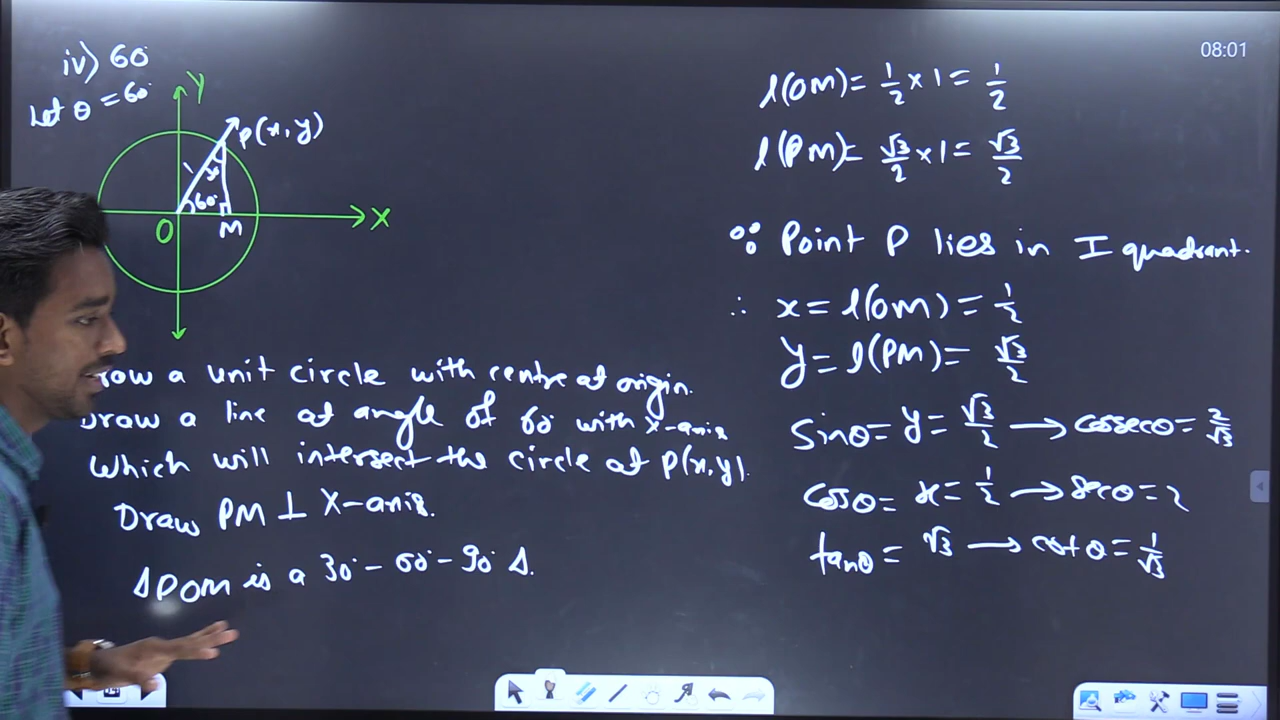 iv) 60°
Let θ = 60°
Y
P(x, y)
1
30°
60°
O
M
X
Draw a unit circle with centre at origin.
Draw a line at angle of 60° with X-axis
Which will intersect the circle at P(x, y).
Draw PM ⊥ X-axis.
Δ POM is a 30° - 60° - 90° Δ.
08:01
l(OM) = 1/2 × 1 = 1/2
l(PM) = √3/2 × 1 = √3/2
∵ Point P lies in I quadrant.
∴ x = l(OM) = 1/2
y = l(PM) = √3/2
Sinθ = y = √3/2 → cosecθ = 2/√3
cosθ = x = 1/2 → secθ = 2
tanθ = √3 → cotθ = 1/√3